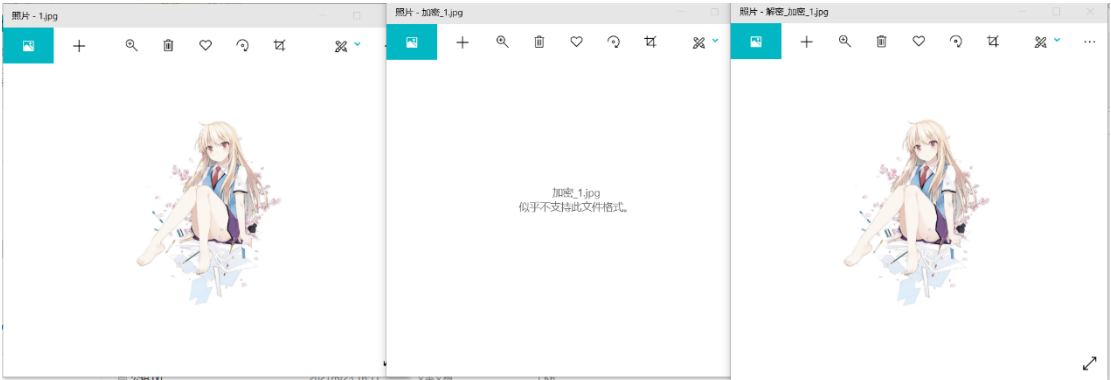 照片 - 1.jpg
照片 - 加密_1.jpg
照片 - 解密_加密_1.jpg
加密_1.jpg
似乎不支持此文件格式。